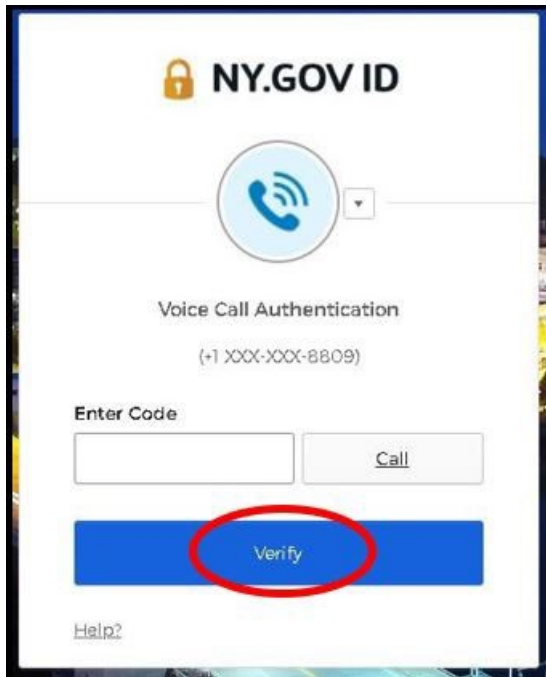 NY.GOV ID
Voice Call Authentication
(+1 XXX-XXX-8809)
Enter Code
Call
Verify
Help?